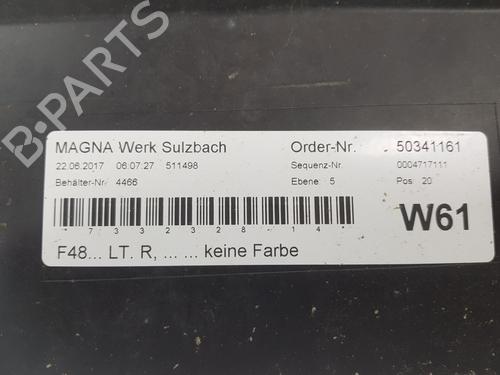 B-PARTS
MAGNA Werk Sulzbach Order-Nr. 50341161
22.06.2017 06:07:27 511498 Sequenz-Nr. 0004717111
Behälter-Nr. 4466 Ebene: 5 Pos: 20
* 7 3 3 2 3 2 8 - 1 4 *
W61
F48... LT. R, ... ... keine Farbe